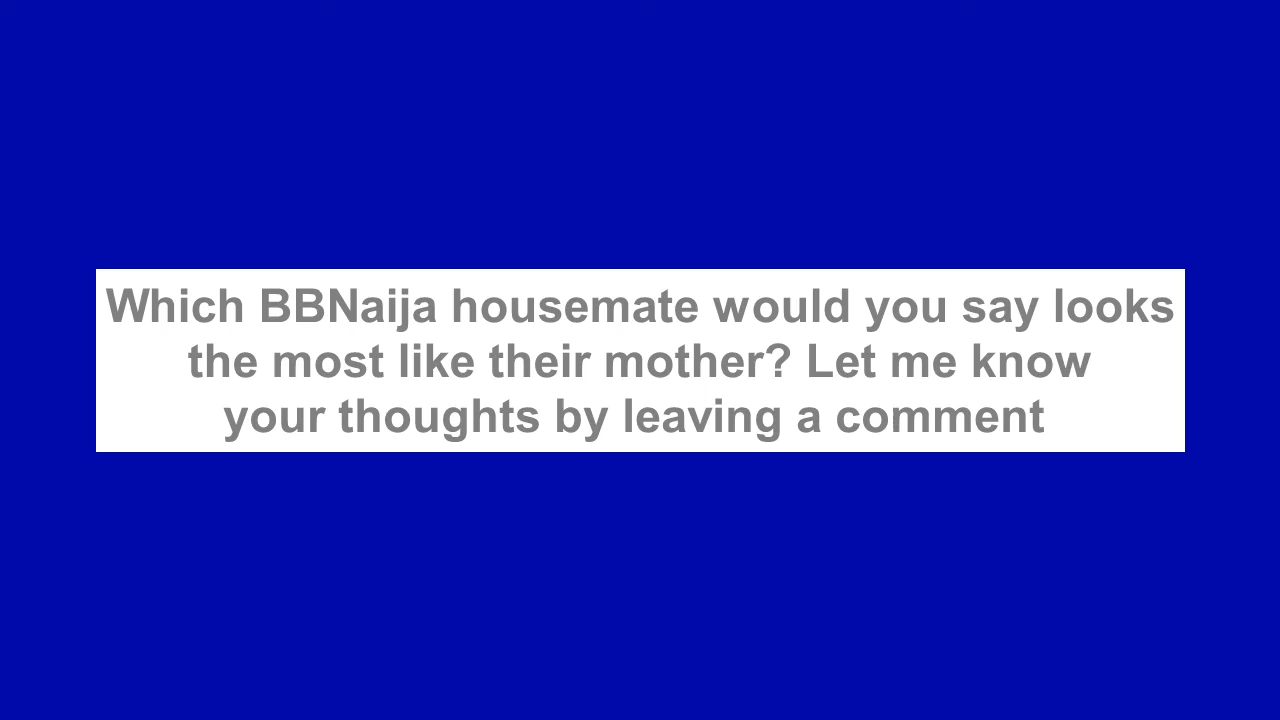 Which BBNaija housemate would you say looks
the most like their mother? Let me know
your thoughts by leaving a comment